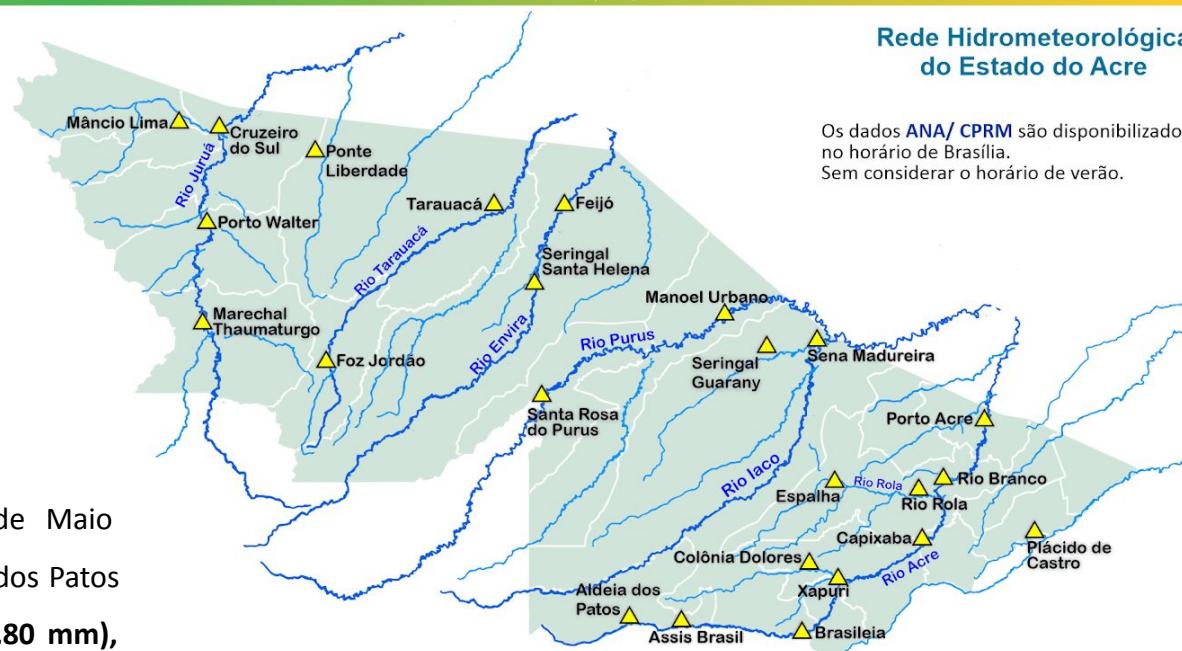 Rede Hidrometeorológica
do Estado do Acre
Os dados ANA/ CPRM são disponibilizado
no horário de Brasília.
Sem considerar o horário de verão.
Mâncio Lima
Cruzeiro
do Sul
Ponte
Liberdade
Rio Juruá
Porto Walter
Tarauacá
Feijó
Rio Tarauacá
Seringal
Santa Helena
Marechal
Thaumaturgo
Foz Jordão
Rio Envira
Manoel Urbano
Rio Purus
Seringal
Guarany
Sena Madureira
Santa Rosa
do Purus
Porto Acre
Rio Iaco
Espalha
Rio Rola
Rio Rola
Rio Branco
Capixaba
Plácido de
Castro
Colônia Dolores
Xapuri
Rio Acre
Aldeia dos
Patos
Assis Brasil
Brasileia
de Maio
dos Patos
80 mm),